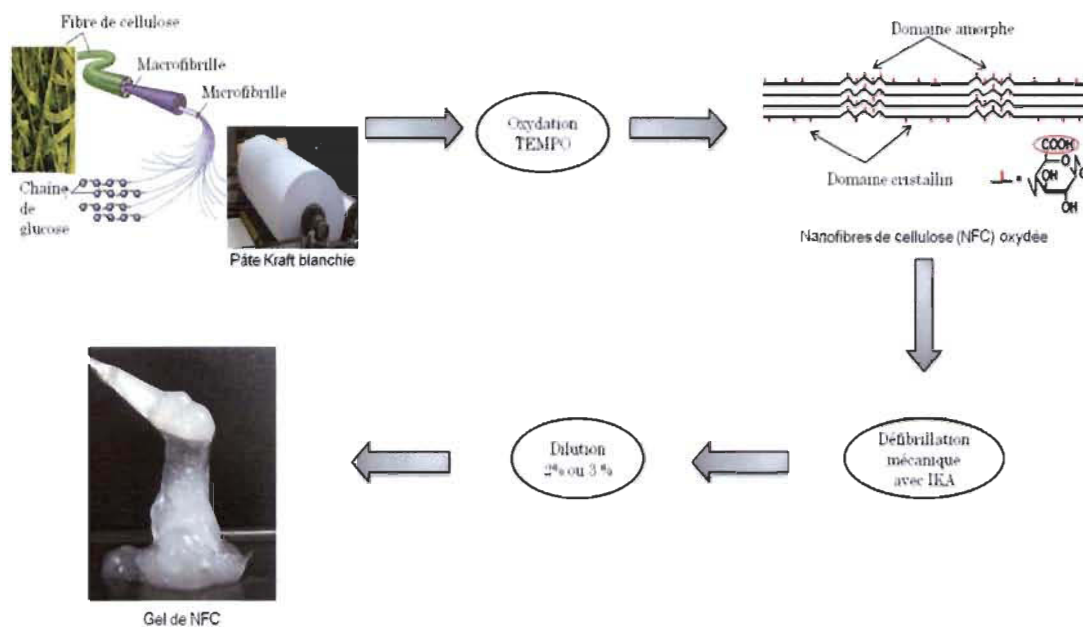 Fibre de cellulose
Macrofibrille
Microfibrille
Chaîne
de
glucose
Pâte Kraft blanchie
Oxydation
TEMPO
Domaine amorphe
Domaine cristallin
COOH
O
OH
O
OH
Nanofibres de cellulose (NFC) oxydée
Défibrillation
mécanique
avec IKA
Dilution
2% ou 3 %
Gel de NFC